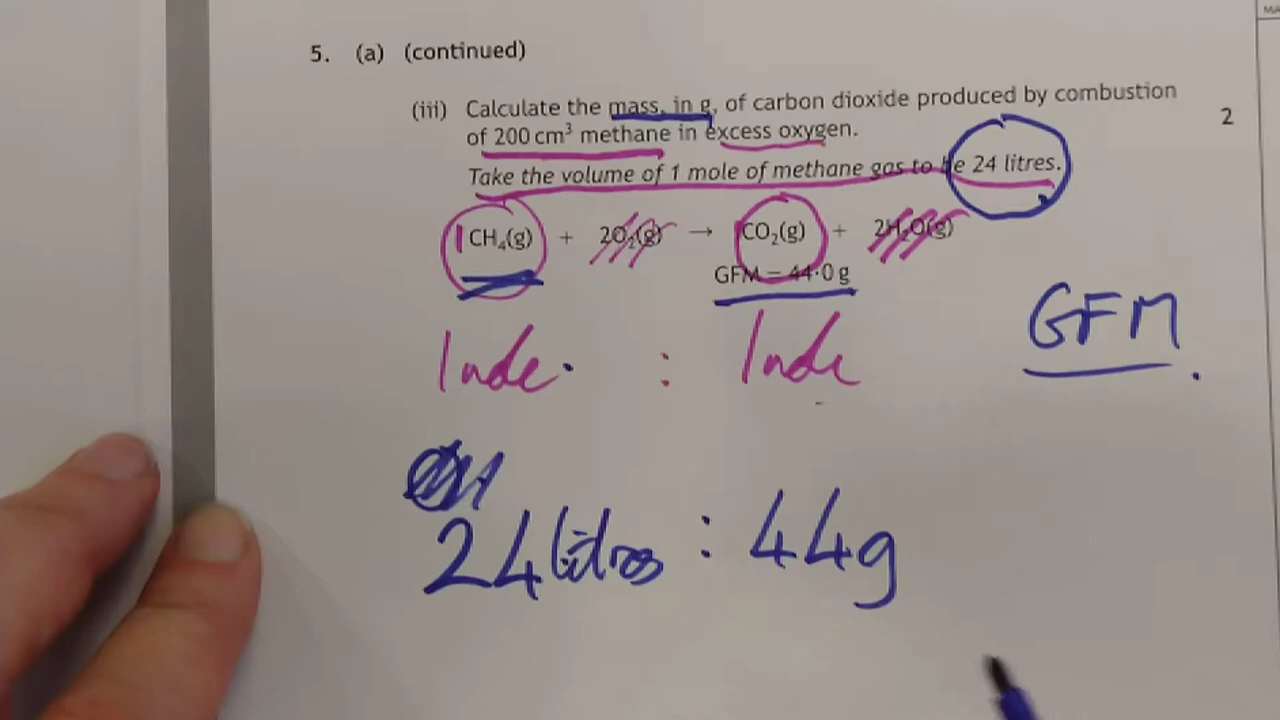 5. (a) (continued)
(iii) Calculate the mass, in g, of carbon dioxide produced by combustion
of 200 cm³ methane in excess oxygen.
2
Take the volume of 1 mole of methane gas to be 24 litres.
1 CH₄(g) + 2O₂(g) → CO₂(g) + 2H₂O(g)
GFM = 44·0 g
GFM
1mole : 1mole
24 litres : 44g